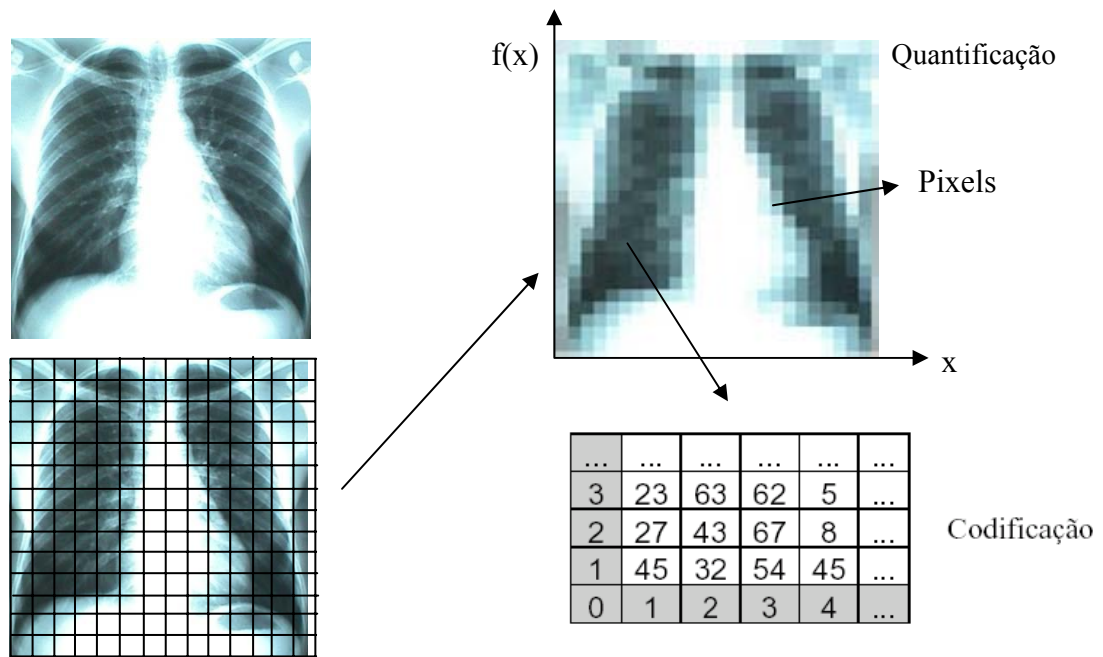 f(x)
Quantificação
Pixels
x
... ... ... ... ... ...
3 23 63 62 5 ...
2 27 43 67 8 ...
1 45 32 54 45 ...
0 1 2 3 4 ...
Codificação